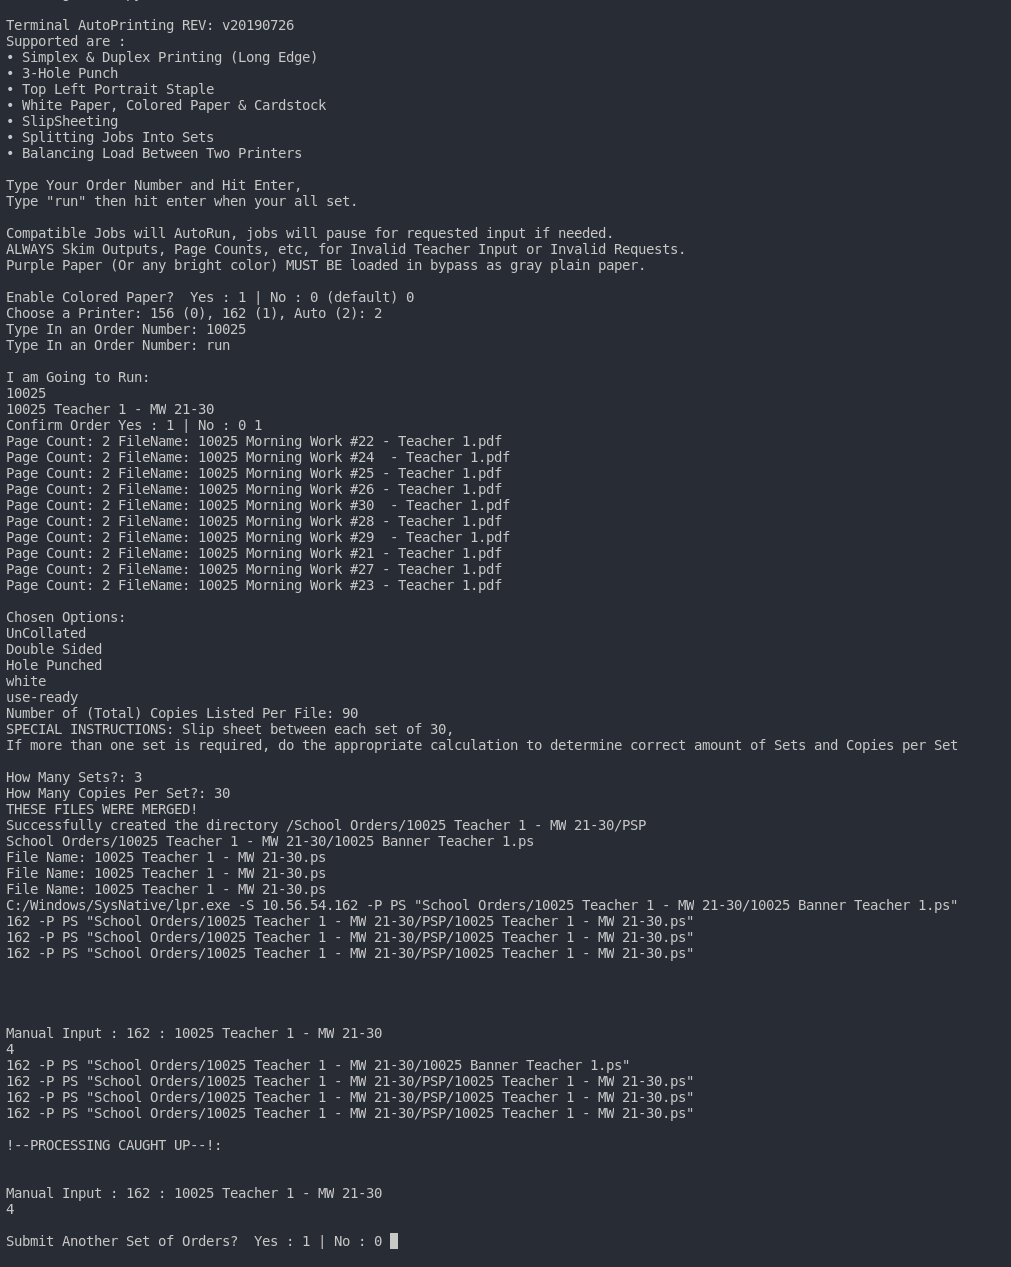 Terminal AutoPrinting REV: v20190726
Supported are :
• Simplex & Duplex Printing (Long Edge)
• 3-Hole Punch
• Top Left Portrait Staple
• White Paper, Colored Paper & Cardstock
• SlipSheeting
• Splitting Jobs Into Sets
• Balancing Load Between Two Printers
Type Your Order Number and Hit Enter,
Type "run" then hit enter when your all set.
Compatible Jobs will AutoRun, jobs will pause for requested input if needed.
ALWAYS Skim Outputs, Page Counts, etc, for Invalid Teacher Input or Invalid Requests.
Purple Paper (Or any bright color) MUST BE loaded in bypass as gray plain paper.
Enable Colored Paper?  Yes : 1 | No : 0 (default) 0
Choose a Printer: 156 (0), 162 (1), Auto (2): 2
Type In an Order Number: 10025
Type In an Order Number: run
I am Going to Run:
10025
10025 Teacher 1 - MW 21-30
Confirm Order Yes : 1 | No : 0 1
Page Count: 2 FileName: 10025 Morning Work #22 - Teacher 1.pdf
Page Count: 2 FileName: 10025 Morning Work #24  - Teacher 1.pdf
Page Count: 2 FileName: 10025 Morning Work #25 - Teacher 1.pdf
Page Count: 2 FileName: 10025 Morning Work #26 - Teacher 1.pdf
Page Count: 2 FileName: 10025 Morning Work #30  - Teacher 1.pdf
Page Count: 2 FileName: 10025 Morning Work #28 - Teacher 1.pdf
Page Count: 2 FileName: 10025 Morning Work #29  - Teacher 1.pdf
Page Count: 2 FileName: 10025 Morning Work #21 - Teacher 1.pdf
Page Count: 2 FileName: 10025 Morning Work #27 - Teacher 1.pdf
Page Count: 2 FileName: 10025 Morning Work #23 - Teacher 1.pdf
Chosen Options:
UnCollated
Double Sided
Hole Punched
white
use-ready
Number of (Total) Copies Listed Per File: 90
SPECIAL INSTRUCTIONS: Slip sheet between each set of 30,
If more than one set is required, do the appropriate calculation to determine correct amount of Sets and Copies per Set
How Many Sets?: 3
How Many Copies Per Set?: 30
THESE FILES WERE MERGED!
Successfully created the directory /School Orders/10025 Teacher 1 - MW 21-30/PSP
School Orders/10025 Teacher 1 - MW 21-30/10025 Banner Teacher 1.ps
File Name: 10025 Teacher 1 - MW 21-30.ps
File Name: 10025 Teacher 1 - MW 21-30.ps
File Name: 10025 Teacher 1 - MW 21-30.ps
C:/Windows/SysNative/lpr.exe -S 10.56.54.162 -P PS "School Orders/10025 Teacher 1 - MW 21-30/10025 Banner Teacher 1.ps"
162 -P PS "School Orders/10025 Teacher 1 - MW 21-30/PSP/10025 Teacher 1 - MW 21-30.ps"
162 -P PS "School Orders/10025 Teacher 1 - MW 21-30/PSP/10025 Teacher 1 - MW 21-30.ps"
162 -P PS "School Orders/10025 Teacher 1 - MW 21-30/PSP/10025 Teacher 1 - MW 21-30.ps"
Manual Input : 162 : 10025 Teacher 1 - MW 21-30
4
162 -P PS "School Orders/10025 Teacher 1 - MW 21-30/10025 Banner Teacher 1.ps"
162 -P PS "School Orders/10025 Teacher 1 - MW 21-30/PSP/10025 Teacher 1 - MW 21-30.ps"
162 -P PS "School Orders/10025 Teacher 1 - MW 21-30/PSP/10025 Teacher 1 - MW 21-30.ps"
162 -P PS "School Orders/10025 Teacher 1 - MW 21-30/PSP/10025 Teacher 1 - MW 21-30.ps"
!--PROCESSING CAUGHT UP--!:
Manual Input : 162 : 10025 Teacher 1 - MW 21-30
4
Submit Another Set of Orders?  Yes : 1 | No : 0